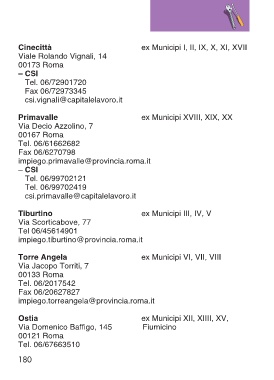 Cinecittà ex Municipi I, II, IX, X, XI, XVII
Viale Rolando Vignali, 14
00173 Roma
– CSI
Tel. 06/72901720
Fax 06/72973345
csi.vignali@capitalelavoro.it
Primavalle ex Municipi XVIII, XIX, XX
Via Decio Azzolino, 7
00167 Roma
Tel. 06/61662682
Fax 06/6270798
impiego.primavalle@provincia.roma.it
– CSI
Tel. 06/99702121
Tel. 06/99702419
csi.primavalle@capitalelavoro.it
Tiburtino ex Municipi III, IV, V
Via Scorticabove, 77
Tel 06/45614901
impiego.tiburtino@provincia.roma.it
Torre Angela ex Municipi VI, VII, VIII
Via Jacopo Torriti, 7
00133 Roma
Tel. 06/2017542
Fax 06/20627827
impiego.torreangela@provincia.roma.it
Ostia ex Municipi XII, XIIII, XV,
Via Domenico Baffigo, 145 Fiumicino
00121 Roma
Tel. 06/67663510
180